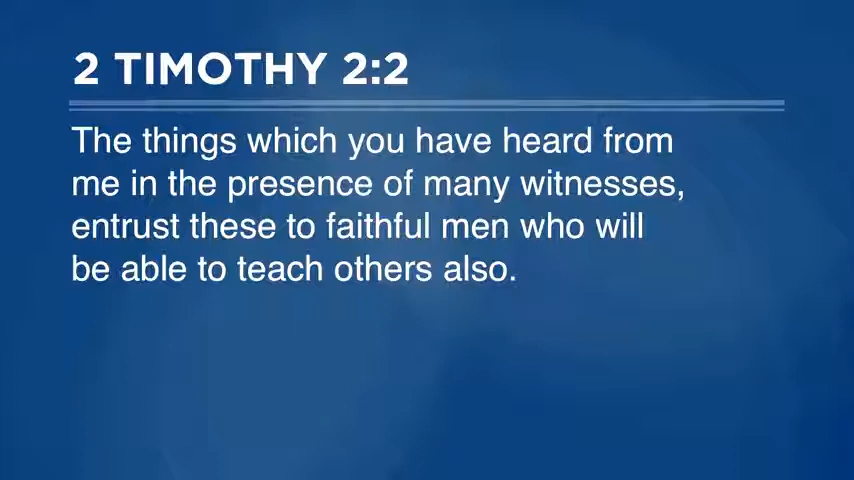 2 TIMOTHY 2:2
The things which you have heard from
me in the presence of many witnesses,
entrust these to faithful men who will
be able to teach others also.